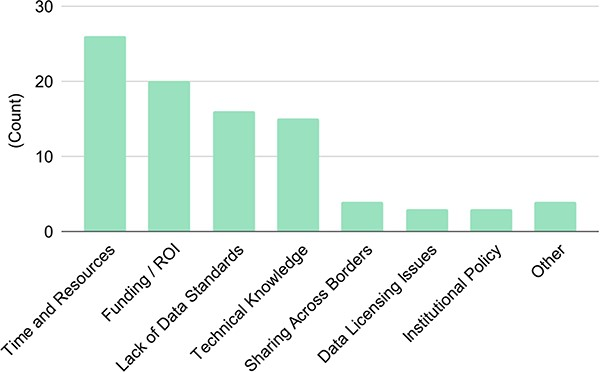 30
20
10
0
(Count)
Time and Resources
Funding / ROI
Lack of Data Standards
Technical Knowledge
Sharing Across Borders
Data Licensing Issues
Institutional Policy
Other